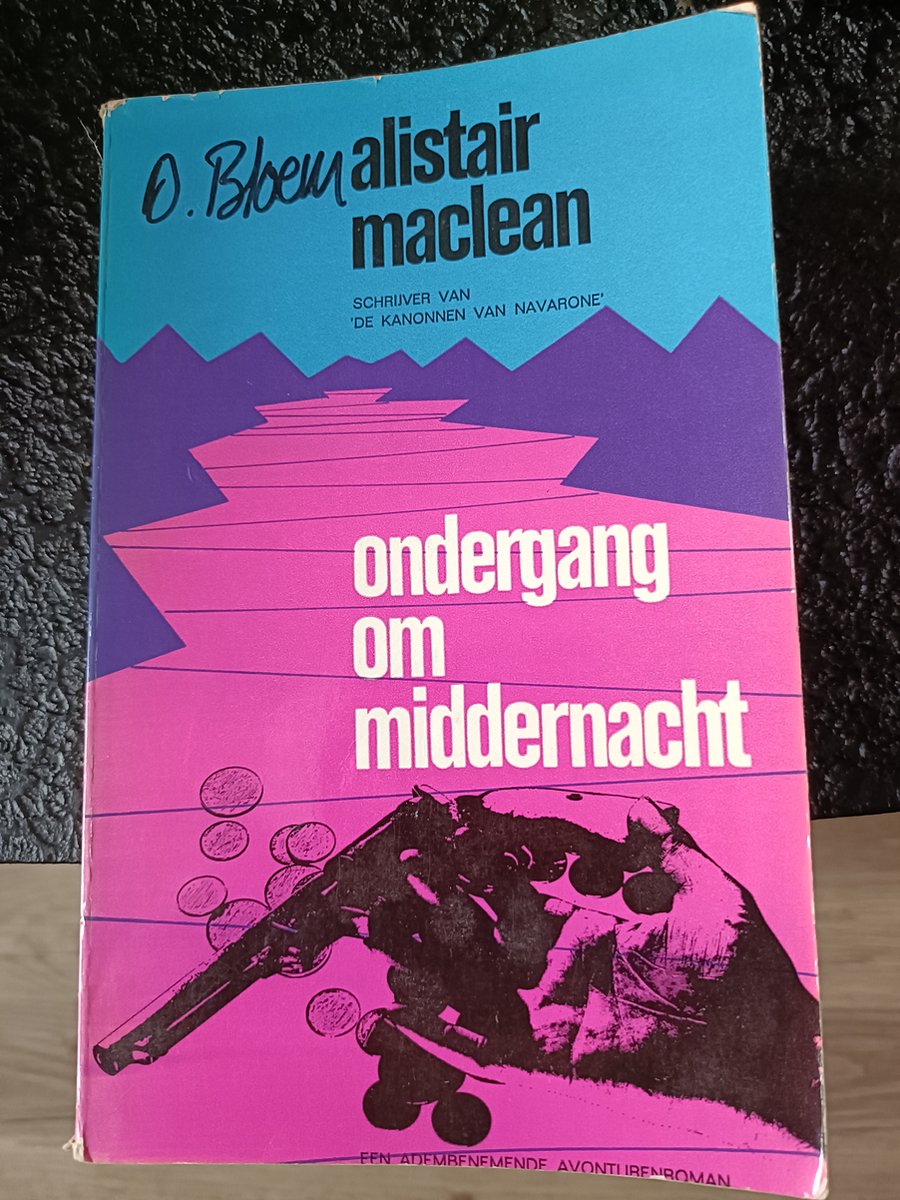 O. Bloem
alistair
maclean
SCHRIJVER VAN
'DE KANONNEN VAN NAVARONE'
ondergang
om
middernacht
EEN ADEMBENEMENDE AVONTURENROMAN